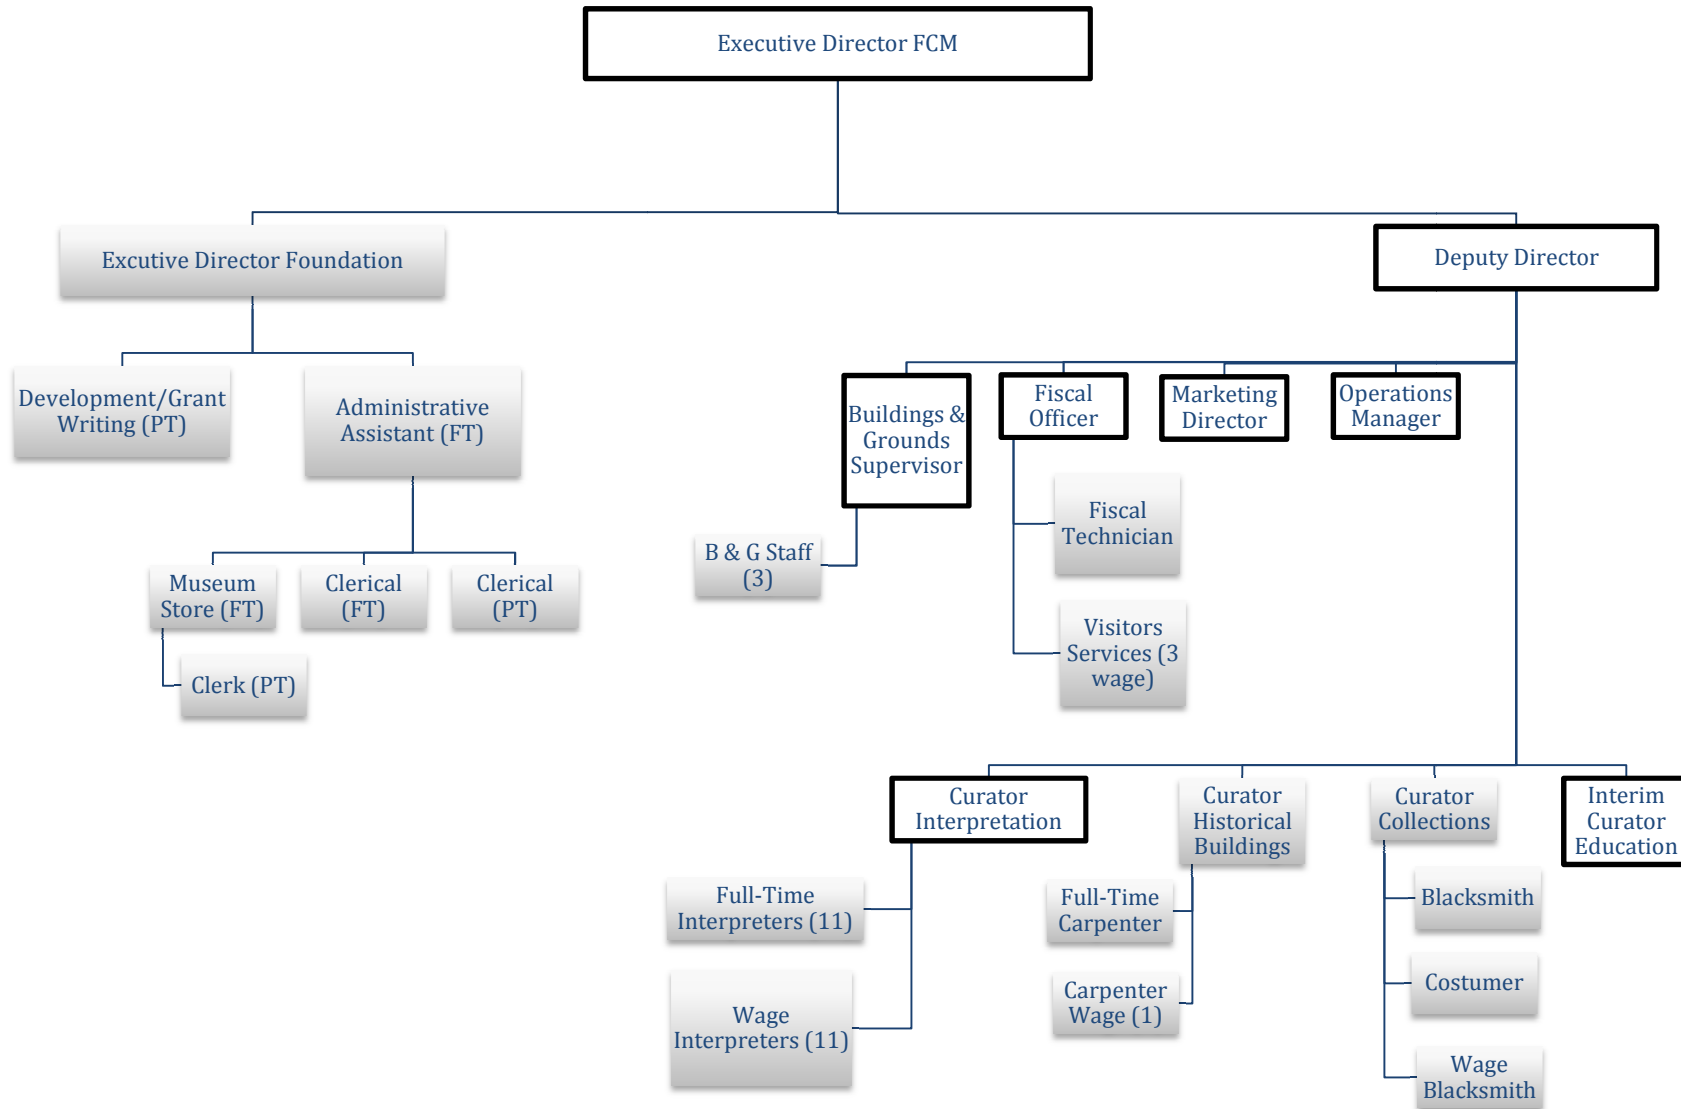 Executive Director FCM
Excutive Director Foundation
Deputy Director
Development/Grant
Writing (PT)
Administrative
Assistant (FT)
Museum
Store (FT)
Clerical
(FT)
Clerical
(PT)
Clerk (PT)
Buildings &
Grounds
Supervisor
Fiscal
Officer
Marketing
Director
Operations
Manager
B & G Staff
(3)
Fiscal
Technician
Visitors
Services (3
wage)
Curator
Interpretation
Curator
Historical
Buildings
Curator
Collections
Interim
Curator
Education
Full-Time
Interpreters (11)
Wage
Interpreters (11)
Full-Time
Carpenter
Carpenter
Wage (1)
Blacksmith
Costumer
Wage
Blacksmith